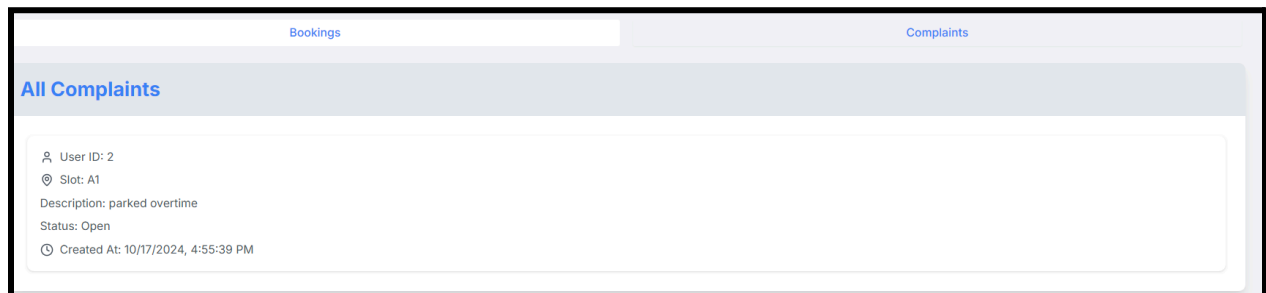 Bookings
Complaints
All Complaints
User ID: 2
Slot: A1
Description: parked overtime
Status: Open
Created At: 10/17/2024, 4:55:39 PM